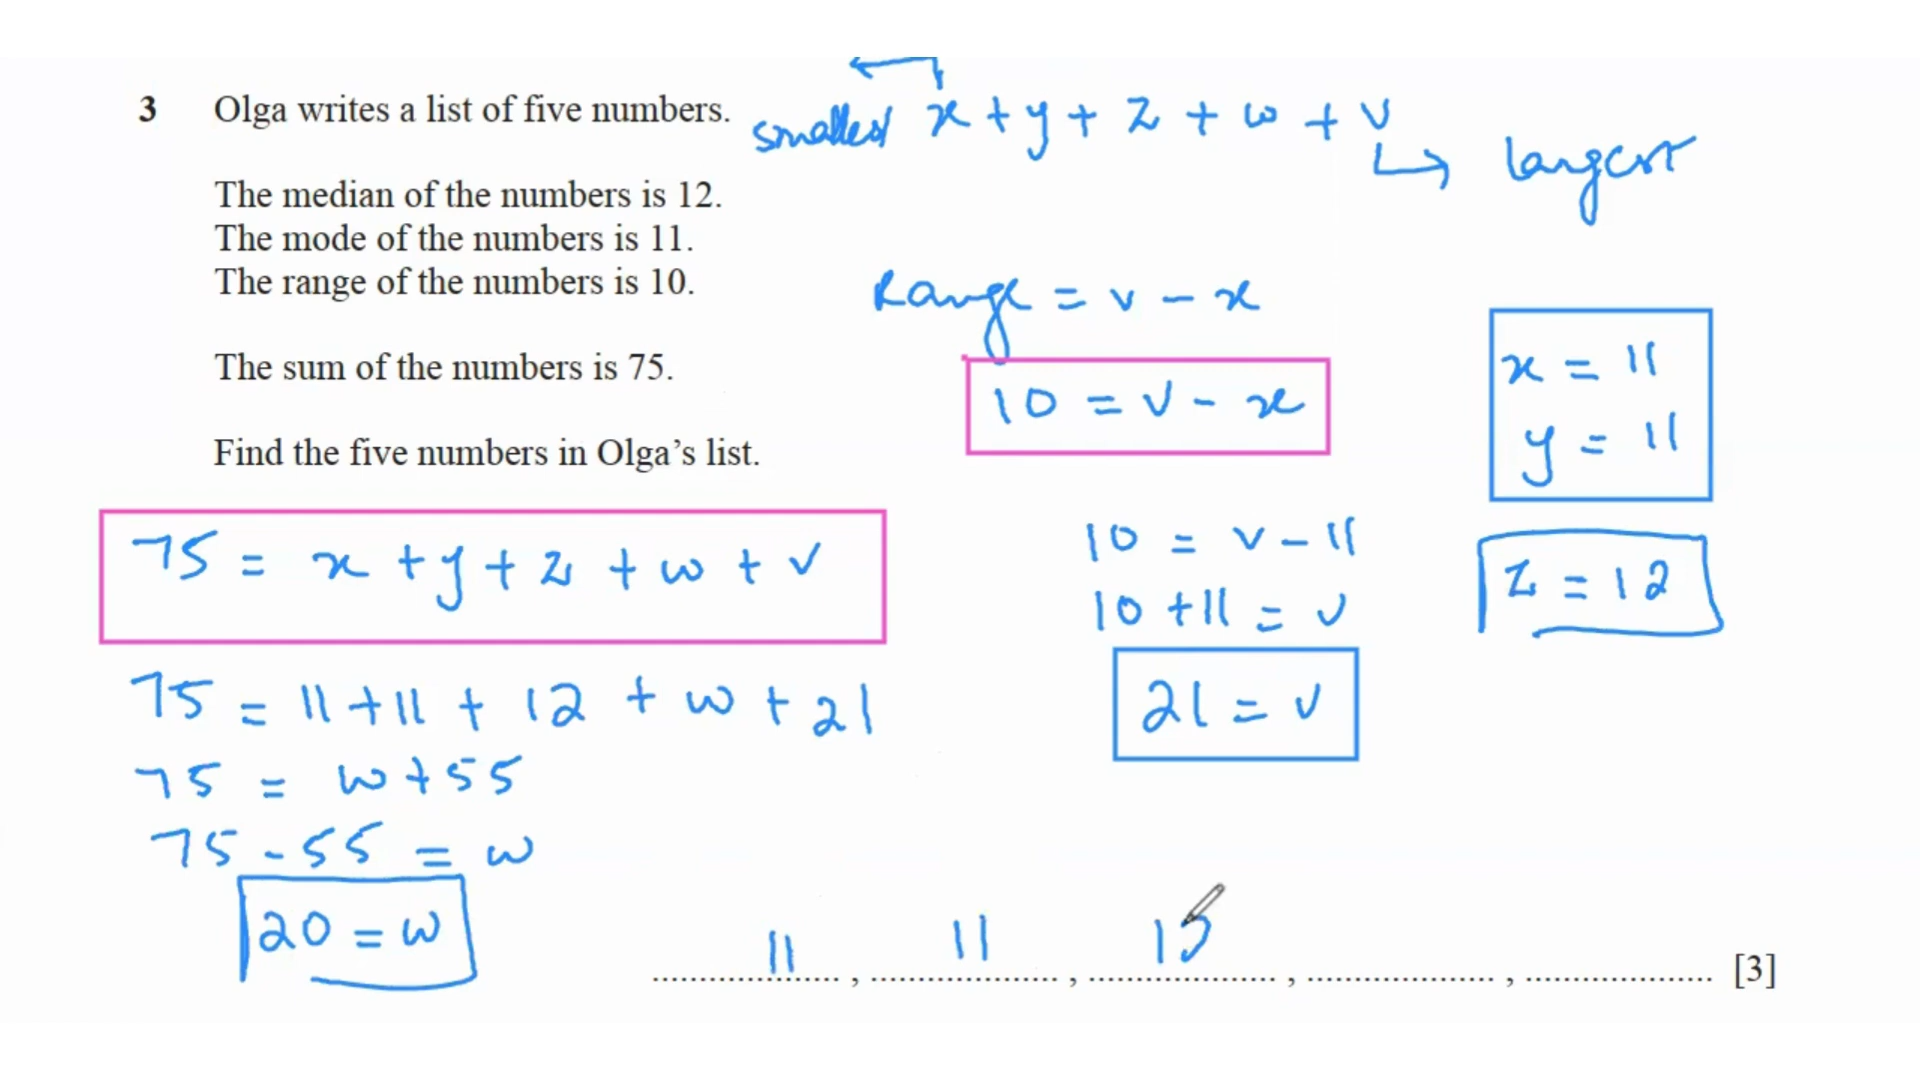 3 Olga writes a list of five numbers.
smallest x + y + z + w + v
largest
The median of the numbers is 12.
The mode of the numbers is 11.
The range of the numbers is 10.
The sum of the numbers is 75.
Find the five numbers in Olga’s list.
Range = v - x
10 = v - x
x = 11
y = 11
z = 12
10 = v - 11
10 + 11 = v
21 = v
75 = x + y + z + w + v
75 = 11 + 11 + 12 + w + 21
75 = w + 55
75 - 55 = w
20 = w
11 , 11 , 1 , .................... , .................... [3]